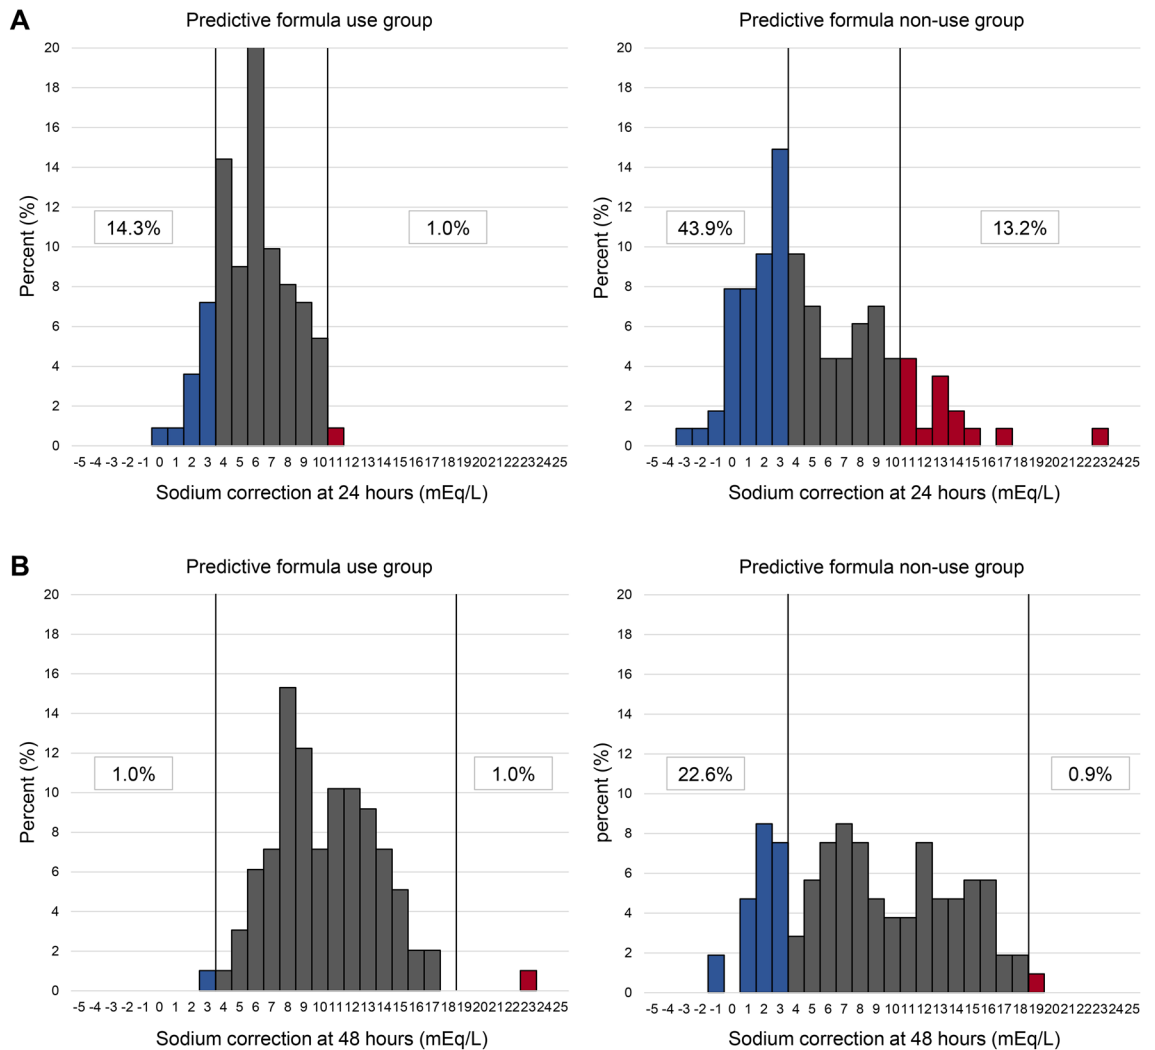 A
Predictive formula use group
Predictive formula non-use group
20
18
16
14
12
10
8
6
4
2
0
Percent (%)
14.3%
1.0%
-5 -4 -3 -2 -1 0 1 2 3 4 5 6 7 8 9 10 11 12 13 14 15 16 17 18 19 20 21 22 23 24 25
Sodium correction at 24 hours (mEq/L)
20
18
16
14
12
10
8
6
4
2
0
Percent (%)
43.9%
13.2%
-5 -4 -3 -2 -1 0 1 2 3 4 5 6 7 8 9 10 11 12 13 14 15 16 17 18 19 20 21 22 23 24 25
Sodium correction at 24 hours (mEq/L)
B
Predictive formula use group
Predictive formula non-use group
20
18
16
14
12
10
8
6
4
2
0
Percent (%)
1.0%
1.0%
-5 -4 -3 -2 -1 0 1 2 3 4 5 6 7 8 9 10 11 12 13 14 15 16 17 18 19 20 21 22 23 24 25
Sodium correction at 48 hours (mEq/L)
20
18
16
14
12
10
8
6
4
2
0
percent (%)
22.6%
0.9%
-5 -4 -3 -2 -1 0 1 2 3 4 5 6 7 8 9 10 11 12 13 14 15 16 17 18 19 20 21 22 23 24 25
Sodium correction at 48 hours (mEq/L)